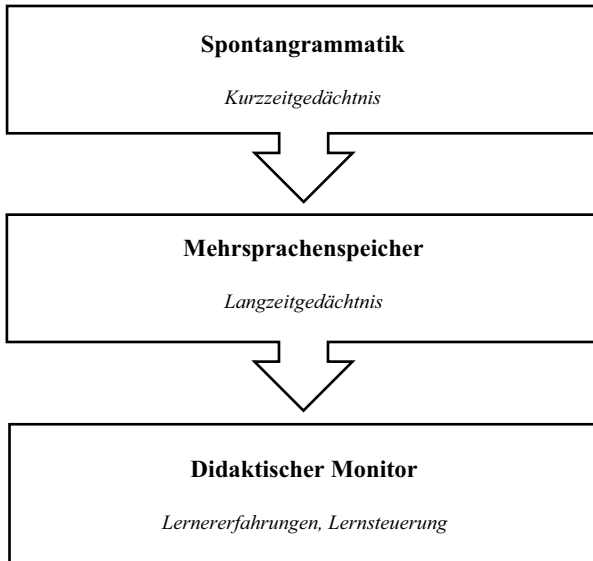 Spontangrammatik
Kurzzeitgedächtnis
Mehrsprachenspeicher
Langzeitgedächtnis
Didaktischer Monitor
Lernererfahrungen, Lernsteuerung